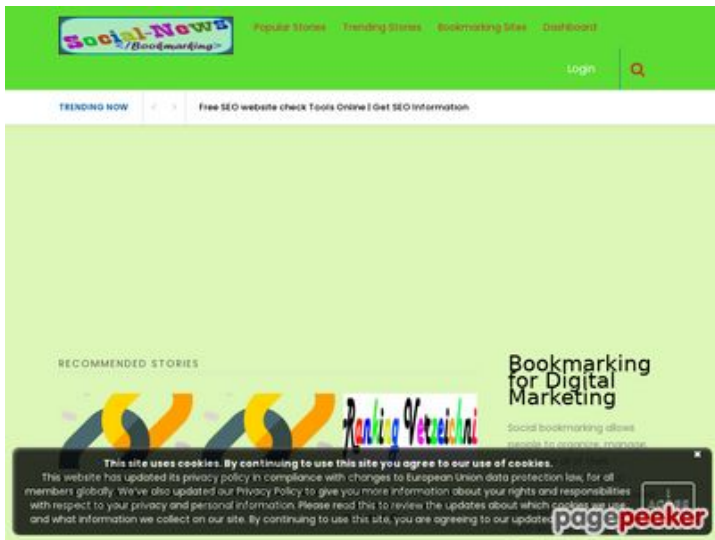 Social-News
</Bookmarking>
Popular Stories
Trending Stories
Bookmarking Sites
Dashboard
Login
TRENDING NOW
Free SEO website check Tools Online | Get SEO Information
RECOMMENDED STORIES
Ranking Verzeichni
Bookmarking
for Digital
Marketing
Social bookmarking allows
people to organize, manage,
This site uses cookies. By continuing to use this site you agree to our use of cookies.
This website has updated its privacy policy in compliance with changes to European Union data protection law, for all
members globally. We've also updated our Privacy Policy to give you more information about your rights and responsibilities
with respect to your privacy and personal information. Please read this to review the updates about which cookies we use
and what information we collect on our site. By continuing to use this site, you are agreeing to our updated
pagepeeker